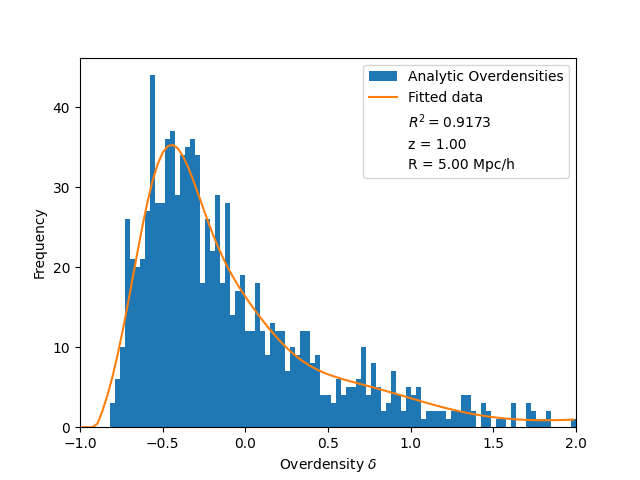 Analytic Overdensities
Fitted data
R² = 0.9173
z = 1.00
R = 5.00 Mpc/h
Frequency
40
30
20
10
0
−1.0 −0.5 0.0 0.5 1.0 1.5 2.0
Overdensity δ